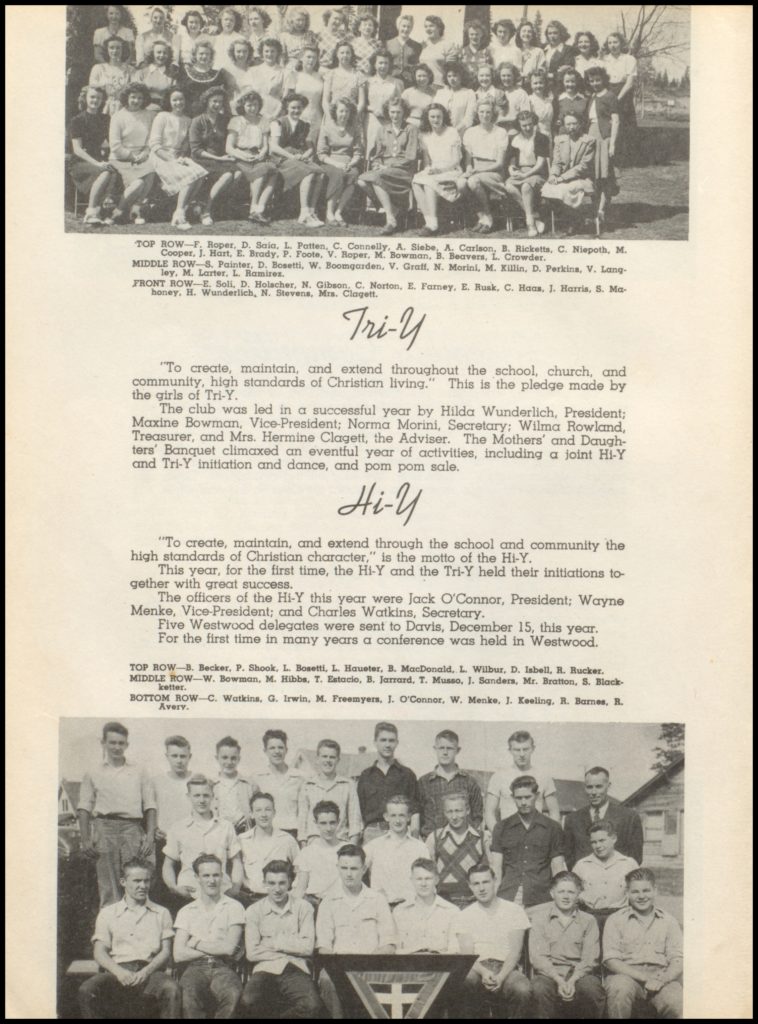 TOP ROW—F. Roper, D. Saia, L. Patten, C. Connelly, A. Siebe, A. Carlson, B. Ricketts, C. Niepoth, M.
Cooper, J. Hart, E. Brady, P. Foote, V. Roper, M. Bowman, B. Beavers, L. Crowder.
MIDDLE ROW—S. Painter, D. Bosetti, W. Boomgarden, V. Graff, N. Morini, M. Killin, D. Perkins, V. Lang-
ley, M. Larter, L. Ramirez.
FRONT ROW—E. Soli, D. Holscher, N. Gibson, C. Norton, E. Farney, E. Rusk, C. Haas, J. Harris, S. Ma-
honey, H. Wunderlich, N. Stevens, Mrs. Clagett.
Tri-Y
"To create, maintain, and extend throughout the school, church, and
community, high standards of Christian living." This is the pledge made by
the girls of Tri-Y.
The club was led in a successful year by Hilda Wunderlich, President;
Maxine Bowman, Vice-President; Norma Morini, Secretary; Wilma Rowland,
Treasurer, and Mrs. Hermine Clagett, the Adviser. The Mothers' and Daugh-
ters' Banquet climaxed an eventful year of activities, including a joint Hi-Y
and Tri-Y initiation and dance, and pom pom sale.
Hi-Y
"To create, maintain, and extend through the school and community the
high standards of Christian character," is the motto of the Hi-Y.
This year, for the first time, the Hi-Y and the Tri-Y held their initiations to-
gether with great success.
The officers of the Hi-Y this year were Jack O'Connor, President; Wayne
Menke, Vice-President; and Charles Watkins, Secretary.
Five Westwood delegates were sent to Davis, December 15, this year.
For the first time in many years a conference was held in Westwood.
TOP ROW—B. Becker, P. Shook, L. Bosetti, L. Haueter, B. MacDonald, L. Wilbur, D. Isbell, R. Rucker.
MIDDLE ROW—W. Bowman, M. Hibbs, T. Estacio, B. Jarrard, T. Musso, J. Sanders, Mr. Bratton, S. Black-
ketter.
BOTTOM ROW—C. Watkins, G. Irwin, M. Freemyers, J. O'Connor, W. Menke, J. Keeling, R. Barnes, R.
Avery.